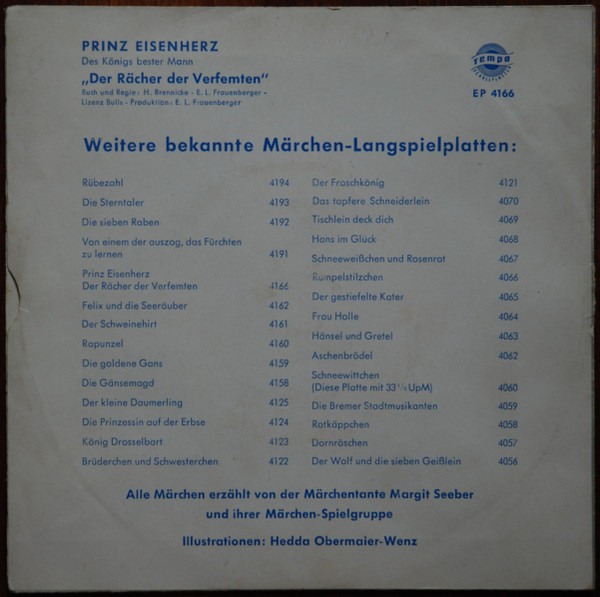 PRINZ EISENHERZ
Des Königs bester Mann
„Der Rächer der Verfemten“
Buch und Regie: H. Brennicke - E. L. Frauenberger -
Lizenz Bulls - Produktion: E. L. Frauenberger
tempo
SCHALLPLATTEN
EP 4166
Weitere bekannte Märchen-Langspielplatten:
Rübezahl 4194
Die Sterntaler 4193
Die sieben Raben 4192
Von einem der auszog, das Fürchten
zu lernen 4191
Prinz Eisenherz
Der Rächer der Verfemten 4166
Felix und die Seeräuber 4162
Der Schweinehirt 4161
Rapunzel 4160
Die goldene Gans 4159
Die Gänsemagd 4158
Der kleine Daumerling 4125
Die Prinzessin auf der Erbse 4124
König Drosselbart 4123
Brüderchen und Schwesterchen 4122
Der Froschkönig 4121
Das tapfere Schneiderlein 4070
Tischlein deck dich 4069
Hans im Glück 4068
Schneeweißchen und Rosenrot 4067
Rumpelstilzchen 4066
Der gestiefelte Kater 4065
Frau Holle 4064
Hänsel und Gretel 4063
Aschenbrödel 4062
Schneewittchen
(Diese Platte mit 33 ⅓ UpM) 4060
Die Bremer Stadtmusikanten 4059
Rotkäppchen 4058
Dornröschen 4057
Der Wolf und die sieben Geißlein 4056
Alle Märchen erzählt von der Märchentante Margit Seeber
und ihrer Märchen-Spielgruppe
Illustrationen: Hedda Obermaier-Wenz